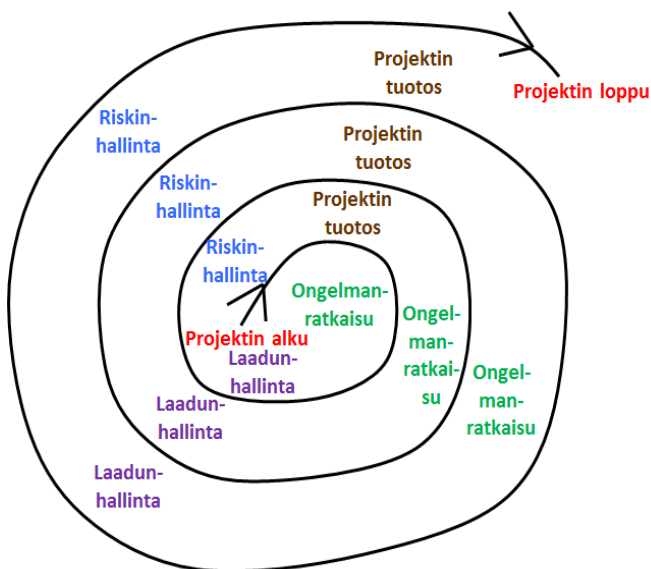 Projektin
tuotos
Projektin loppu
Riskin-
hallinta
Projektin
tuotos
Riskin-
hallinta
Projektin
tuotos
Riskin-
hallinta
Ongelman-
ratkaisu
Ongel-
man-
ratkai-
su
Projektin alku
Laadun-
hallinta
Ongel-
man-
ratkaisu
Laadun-
hallinta
Laadun-
hallinta